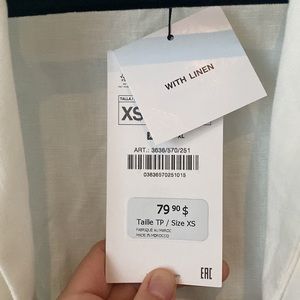 WITH LINEN
XS
XL
ART.: 3636/570/251
03636570251015
79 90 $
Taille TP / Size XS
FABRIQUÉ AU MAROC
MADE IN MOROCCO
EAC